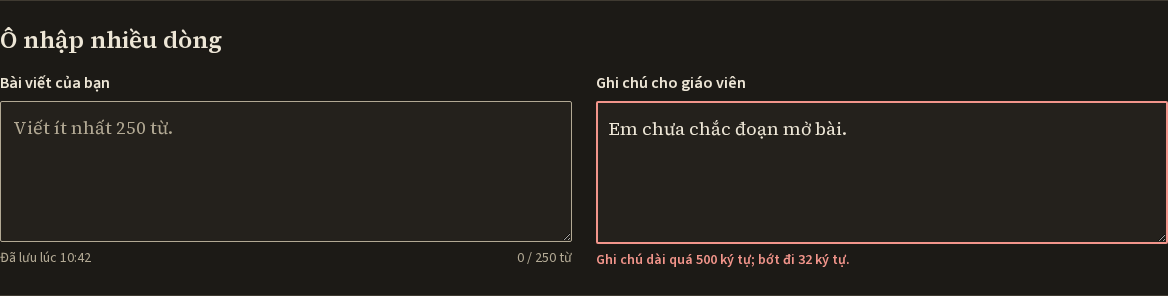 Ô nhập nhiều dòng
Bài viết của bạn
Viết ít nhất 250 từ.
Đã lưu lúc 10:42
0 / 250 từ
Ghi chú cho giáo viên
Em chưa chắc đoạn mở bài.
Ghi chú dài quá 500 ký tự; bớt đi 32 ký tự.